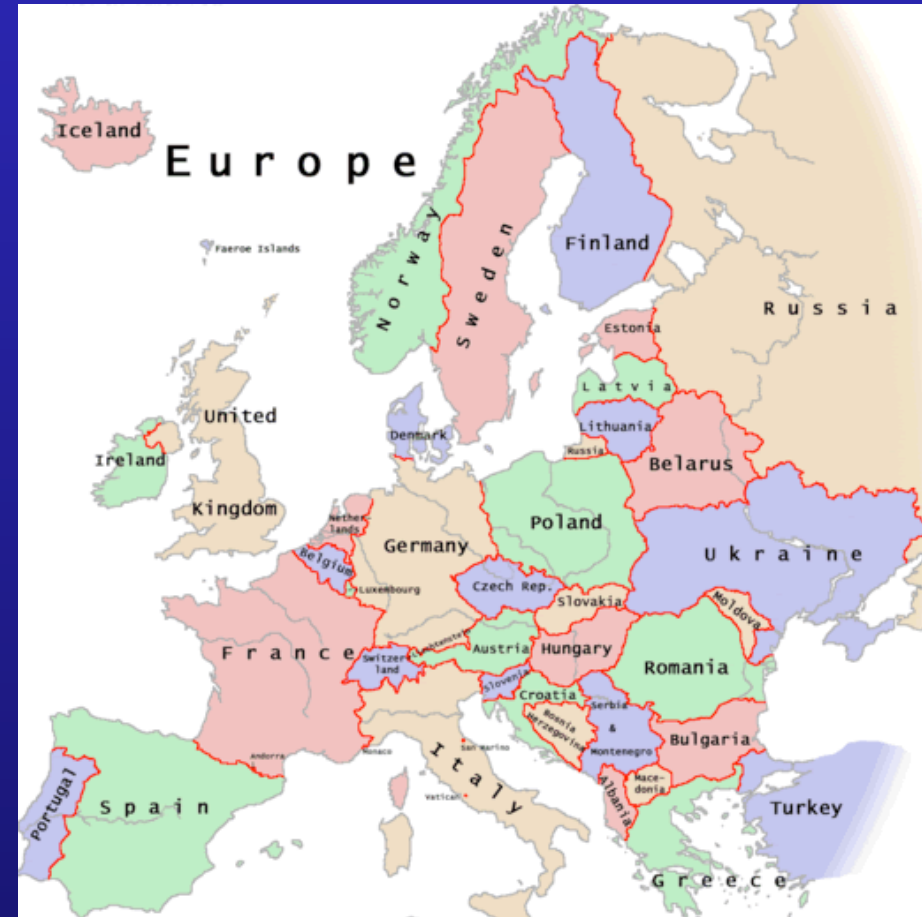 Iceland
Europe
Faeroe Islands
Norway
Sweden
Finland
Russia
Estonia
Latvia
Lithuania
Russia
Belarus
United
Kingdom
Ireland
Denmark
Nether-
lands
Belgium
Luxembourg
Germany
Poland
Ukraine
Czech Rep.
Slovakia
Moldova
France
Switzer-
land
Liechtenstein
Austria
Hungary
Romania
Slovenia
Croatia
Bosnia
Herzegovina
Serbia
&
Montenegro
Bulgaria
Andorra
Monaco
San Marino
Italy
Vatican
Portugal
Spain
Albania
Mace-
donia
Turkey
Greece